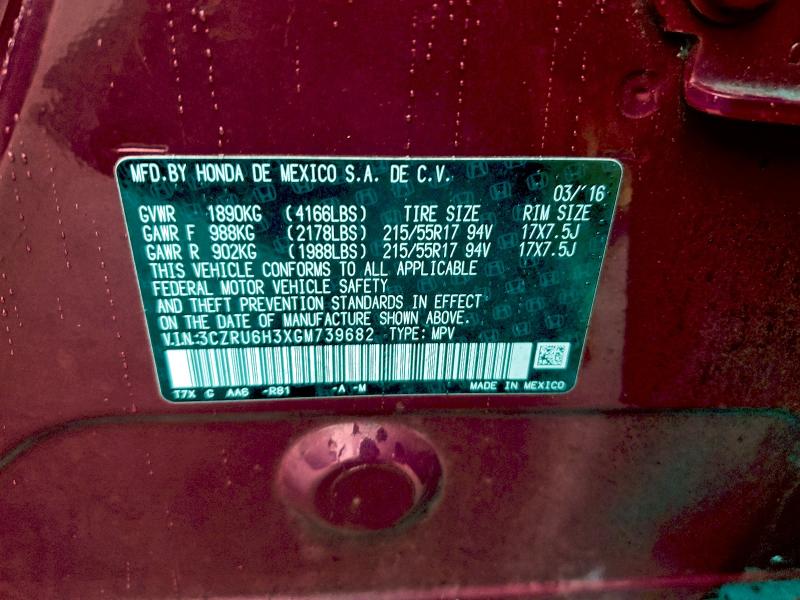 MFD.BY HONDA DE MEXICO S.A. DE C.V.
03/'16
GVWR 1890KG (4166LBS) TIRE SIZE RIM SIZE
GAWR F 988KG (2178LBS) 215/55R17 94V 17X7.5J
GAWR R 902KG (1988LBS) 215/55R17 94V 17X7.5J
THIS VEHICLE CONFORMS TO ALL APPLICABLE
FEDERAL MOTOR VEHICLE SAFETY
AND THEFT PREVENTION STANDARDS IN EFFECT
ON THE DATE OF MANUFACTURE SHOWN ABOVE.
V.I.N.:3CZRU6H3XGM739682 TYPE: MPV
T7X G AA6 -R81 -A -M MADE IN MEXICO